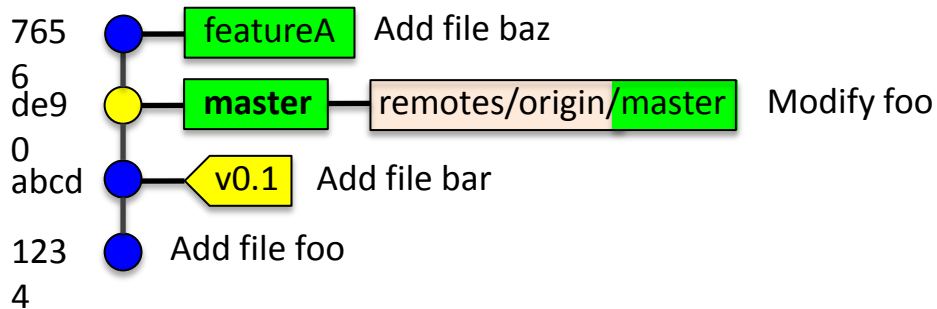 765 featureA Add file baz
6
de9 master remotes/origin/master Modify foo
0
abcd v0.1 Add file bar
123 Add file foo
4